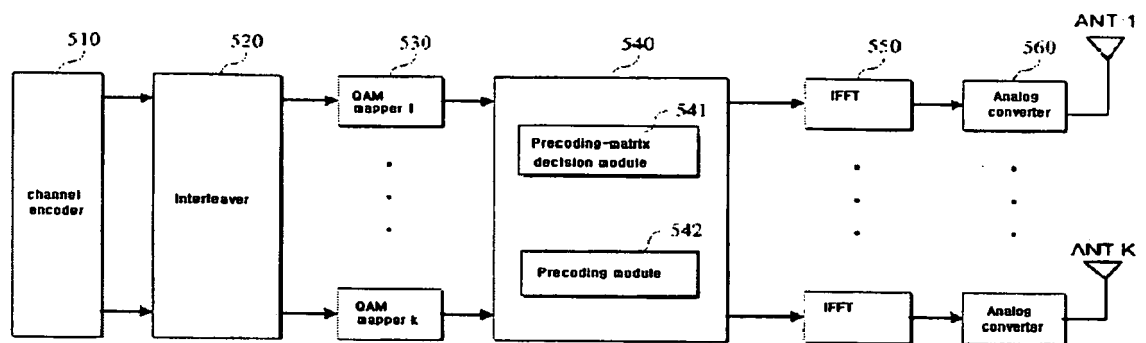 510
520
530
540
550
560
ANT 1
channel
encoder
Interleaver
QAM
mapper 1
541
Precoding-matrix
decision module
542
Precoding module
IFFT
Analog
converter
QAM
mapper k
IFFT
Analog
converter
ANT K